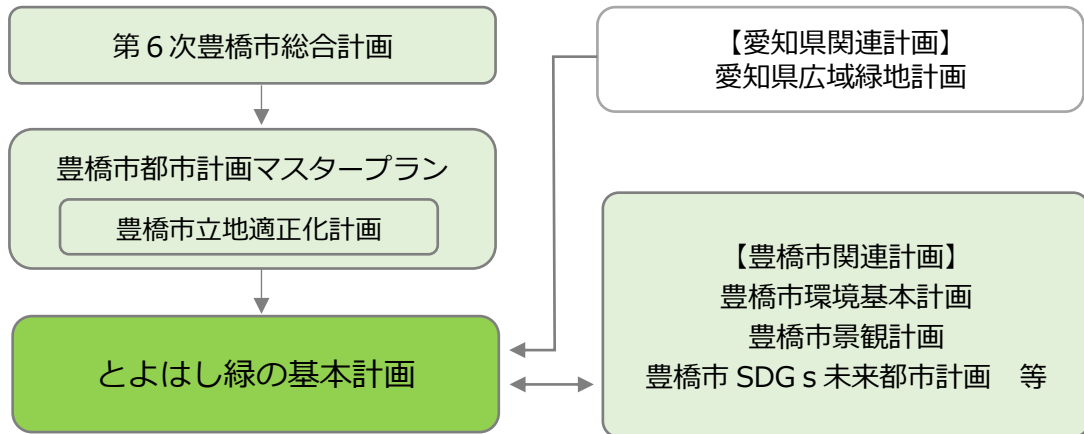 第６次豊橋市総合計画
【愛知県関連計画】
愛知県広域緑地計画
豊橋市都市計画マスタープラン
豊橋市立地適正化計画
【豊橋市関連計画】
豊橋市環境基本計画
豊橋市景観計画
豊橋市 SDGｓ未来都市計画　等
とよはし緑の基本計画